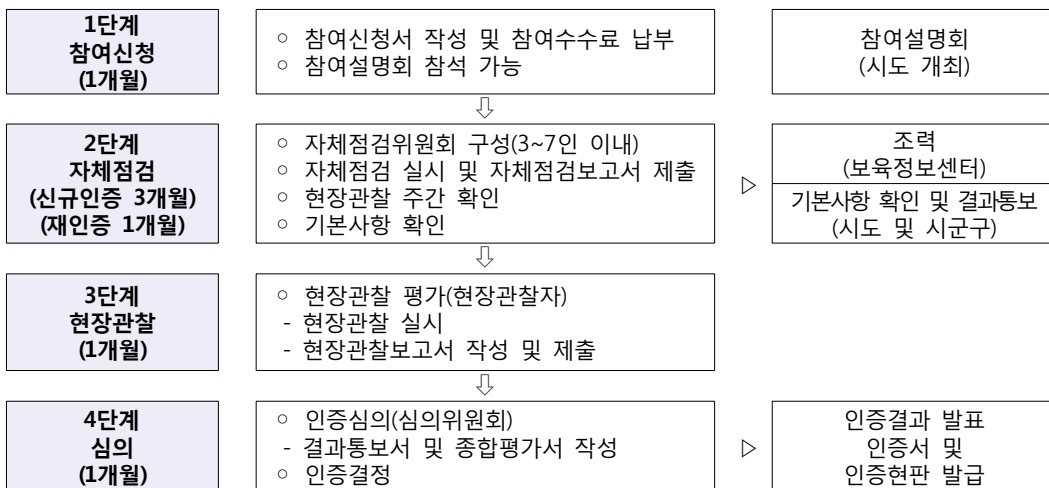 1단계
참여신청
(1개월)
○ 참여신청서 작성 및 참여수수료 납부
○ 참여설명회 참석 가능
참여설명회
(시도 개최)
⇩
2단계
자체점검
(신규인증 3개월)
(재인증 1개월)
○ 자체점검위원회 구성(3~7인 이내)
○ 자체점검 실시 및 자체점검보고서 제출
○ 현장관찰 주간 확인
○ 기본사항 확인
▷
조력
(보육정보센터)
기본사항 확인 및 결과통보
(시도 및 시군구)
⇩
3단계
현장관찰
(1개월)
○ 현장관찰 평가(현장관찰자)
- 현장관찰 실시
- 현장관찰보고서 작성 및 제출
⇩
4단계
심의
(1개월)
○ 인증심의(심의위원회)
- 결과통보서 및 종합평가서 작성
○ 인증결정
▷
인증결과 발표
인증서 및
인증현판 발급